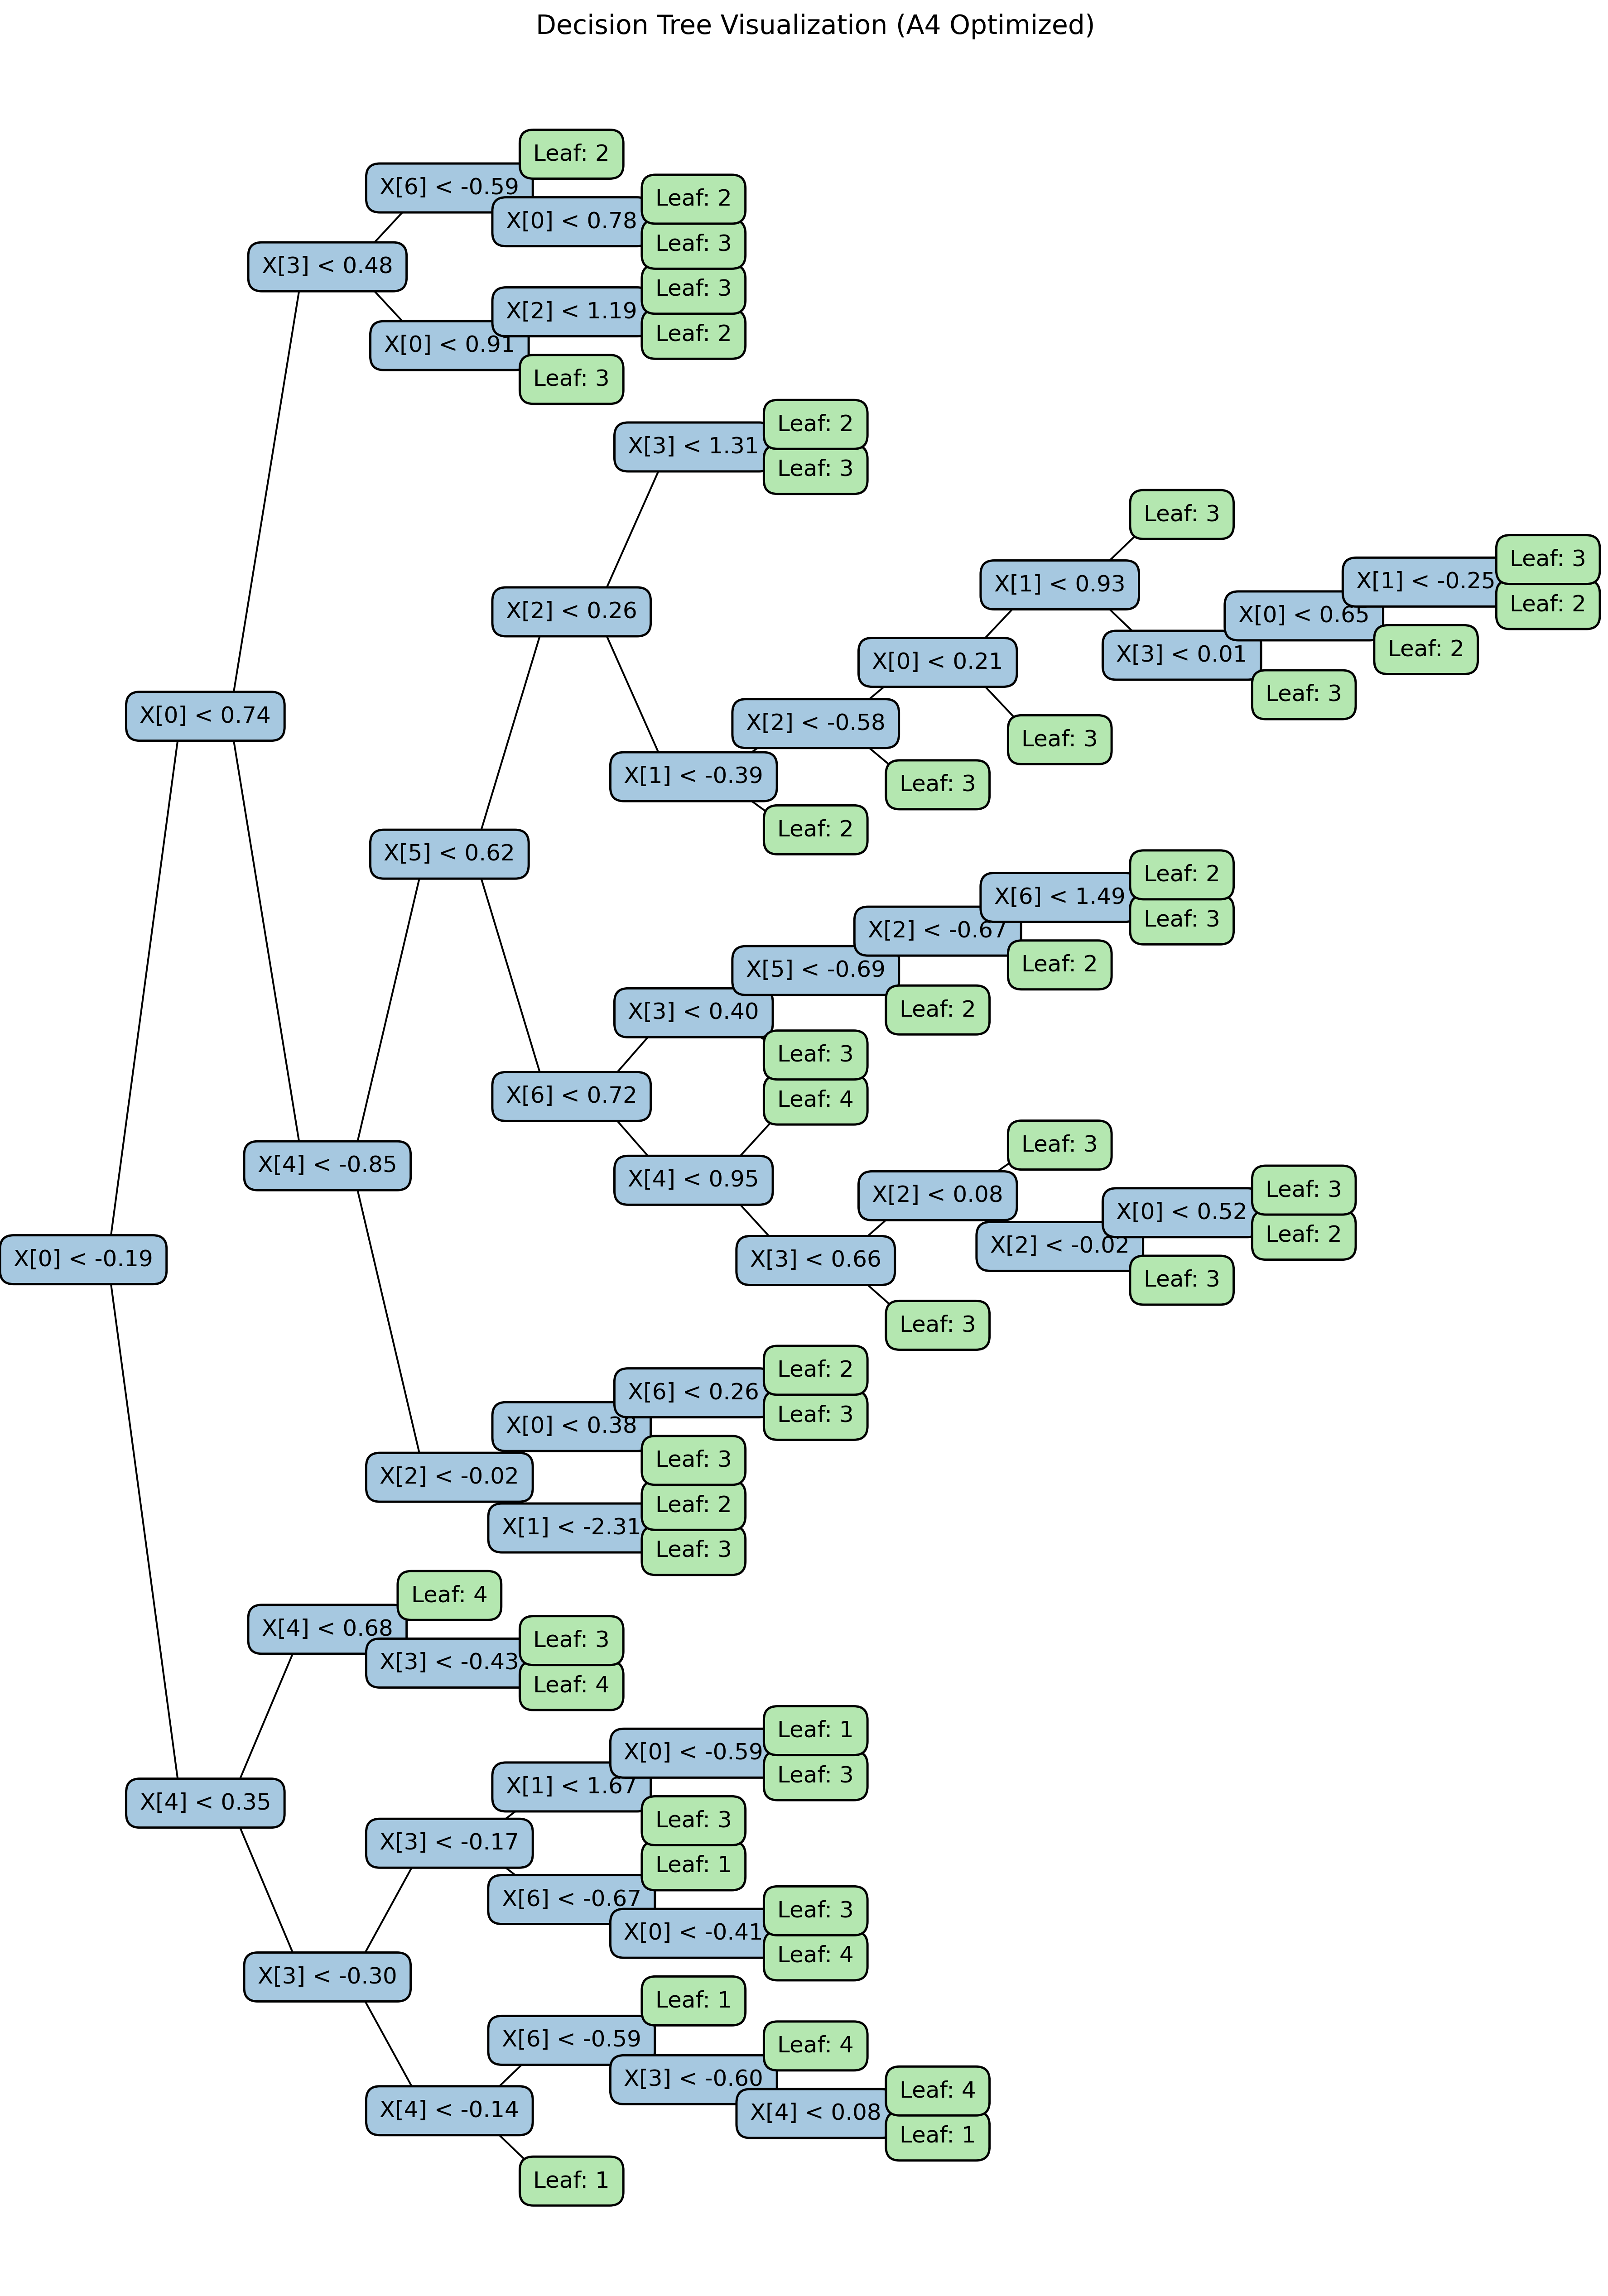 Decision Tree Visualization (A4 Optimized)
Leaf: 2
X[6] < -0.59
Leaf: 2
X[0] < 0.78
Leaf: 3
X[3] < 0.48
Leaf: 3
X[2] < 1.19
Leaf: 2
X[0] < 0.91
Leaf: 3
Leaf: 2
X[3] < 1.31
Leaf: 3
Leaf: 3
Leaf: 3
X[1] < -0.25
X[1] < 0.93
Leaf: 2
X[2] < 0.26
X[0] < 0.65
Leaf: 2
X[3] < 0.01
X[0] < 0.21
Leaf: 3
X[0] < 0.74
X[2] < -0.58
Leaf: 3
X[1] < -0.39
Leaf: 3
Leaf: 2
X[5] < 0.62
Leaf: 2
X[6] < 1.49
Leaf: 3
X[2] < -0.67
Leaf: 2
X[5] < -0.69
Leaf: 2
X[3] < 0.40
Leaf: 3
X[6] < 0.72
Leaf: 4
Leaf: 3
X[4] < -0.85
X[4] < 0.95
Leaf: 3
X[2] < 0.08
X[0] < 0.52
Leaf: 2
X[2] < -0.02
X[0] < -0.19
X[3] < 0.66
Leaf: 3
Leaf: 3
Leaf: 2
X[6] < 0.26
Leaf: 3
X[0] < 0.38
Leaf: 3
X[2] < -0.02
Leaf: 2
X[1] < -2.31
Leaf: 3
Leaf: 4
X[4] < 0.68
Leaf: 3
X[3] < -0.43
Leaf: 4
Leaf: 1
X[0] < -0.59
Leaf: 3
X[1] < 1.67
X[4] < 0.35
Leaf: 3
X[3] < -0.17
Leaf: 1
X[6] < -0.67
Leaf: 3
X[0] < -0.41
Leaf: 4
X[3] < -0.30
Leaf: 1
X[6] < -0.59
Leaf: 4
X[3] < -0.60
Leaf: 4
X[4] < -0.14
X[4] < 0.08
Leaf: 1
Leaf: 1